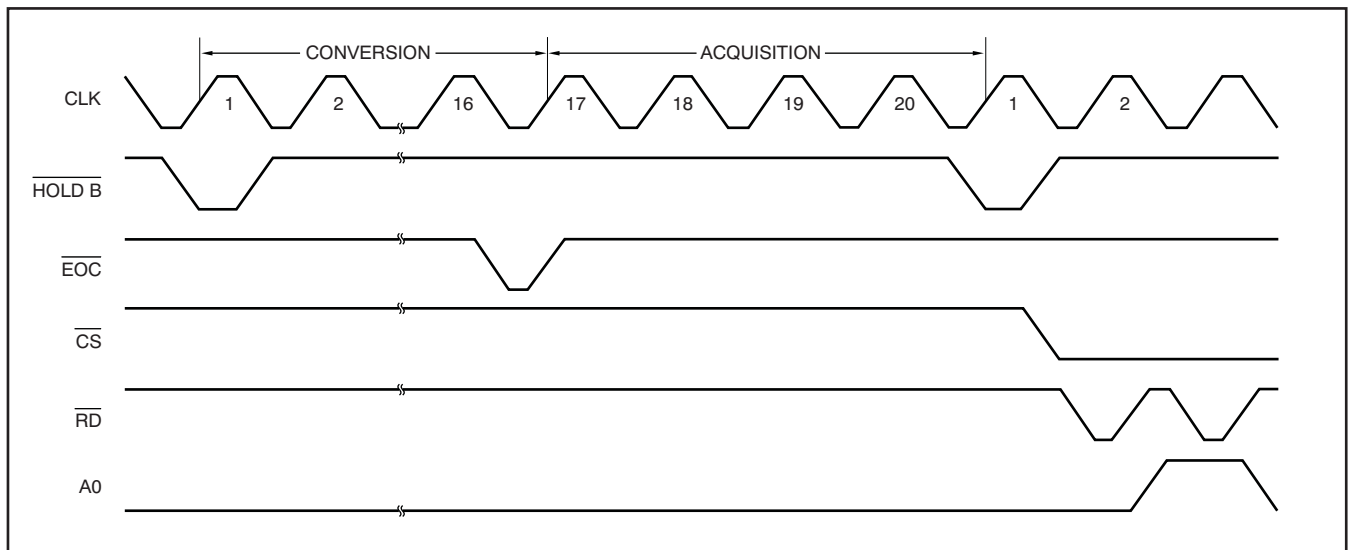 CONVERSION ACQUISITION
CLK 1 2 16 17 18 19 20 1 2
HOLD B
EOC
CS
RD
A0